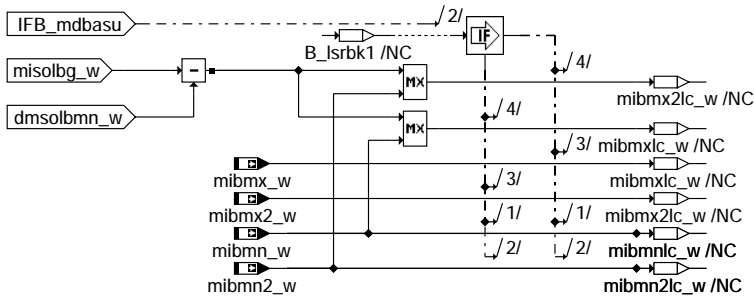 IFB_mdbasu
2/
IF
B_lsrbk1 /NC
misolbg_w
-
MX
4/
4/
mibmx2lc_w /NC
dmsolbmn_w
MX
3/
mibmxlc_w /NC
mibmx_w
3/
mibmxlc_w /NC
mibmx2_w
1/
1/
mibmx2lc_w /NC
mibmn_w
2/
2/
mibmnlc_w /NC
mibmn2_w
mibmn2lc_w /NC